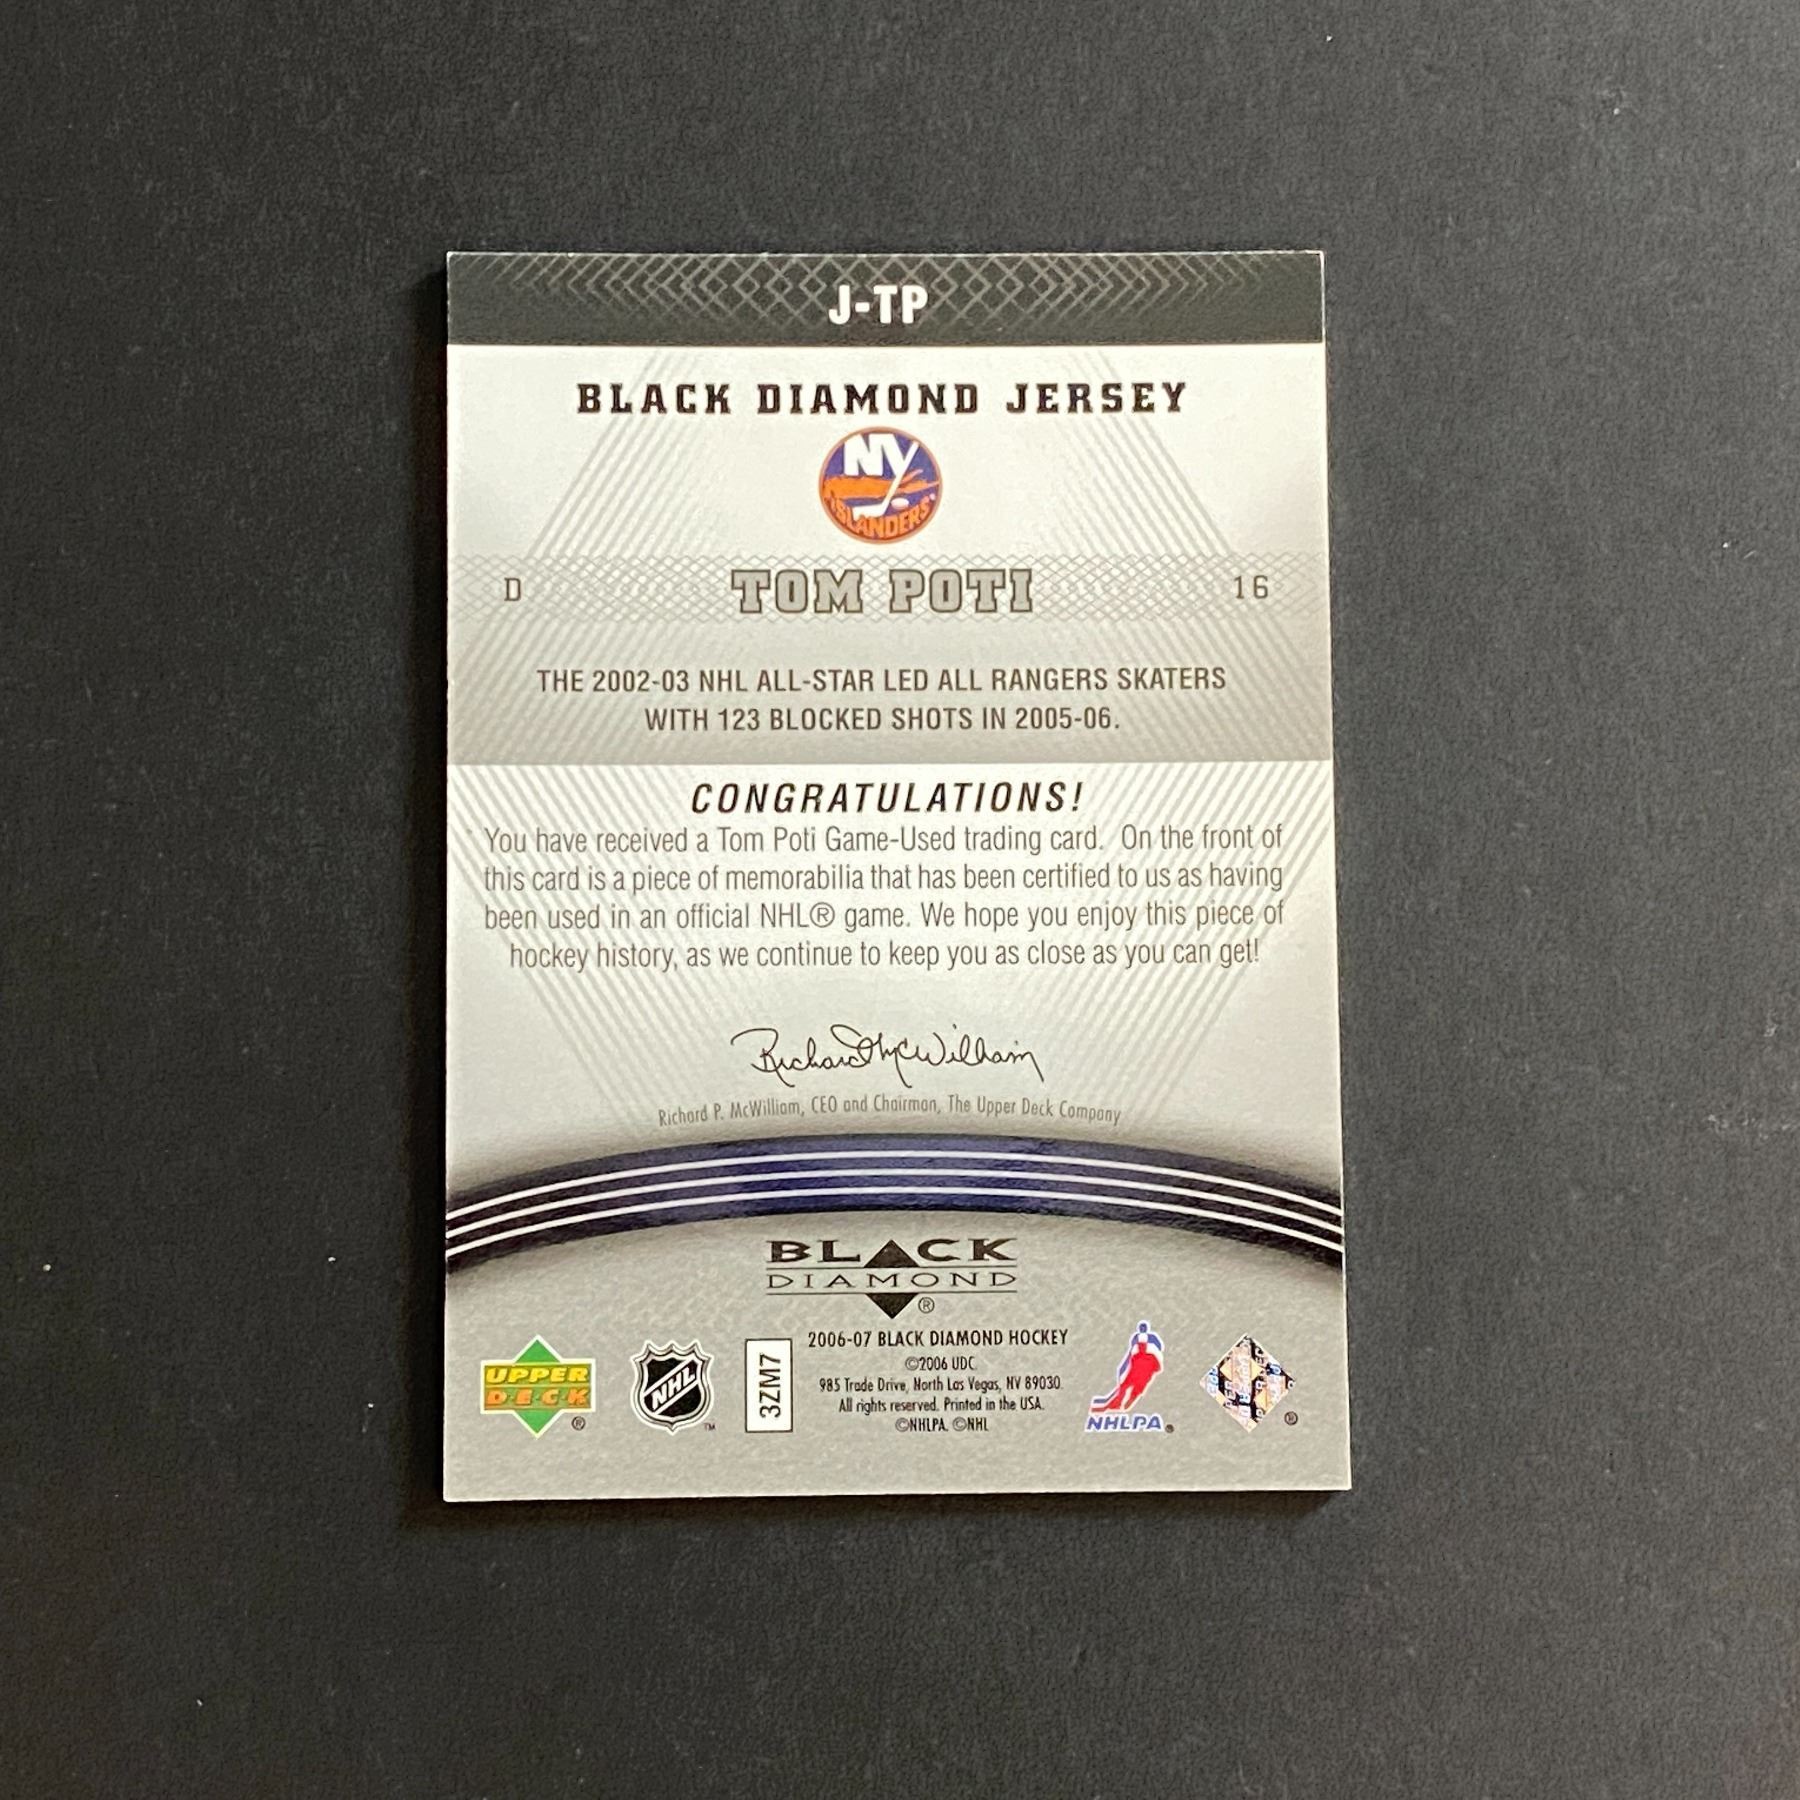 J-TP
BLACK DIAMOND JERSEY
NY
ISLANDERS
D TOM POTI 16
THE 2002-03 NHL ALL-STAR LED ALL RANGERS SKATERS
WITH 123 BLOCKED SHOTS IN 2005-06.
CONGRATULATIONS!
You have received a Tom Poti Game-Used trading card. On the front of
this card is a piece of memorabilia that has been certified to us as having
been used in an official NHL® game. We hope you enjoy this piece of
hockey history, as we continue to keep you as close as you can get!
Richard McWilliam
Richard P. McWilliam, CEO and Chairman, The Upper Deck Company
BLACK
DIAMOND
®
UPPER
DECK
®
NHL
™
3ZM7
2006-07 BLACK DIAMOND HOCKEY
©2006 UDC
985 Trade Drive, North Las Vegas, NV 89030
All rights reserved. Printed in the USA.
©NHLPA. ©NHL
NHLPA®
®